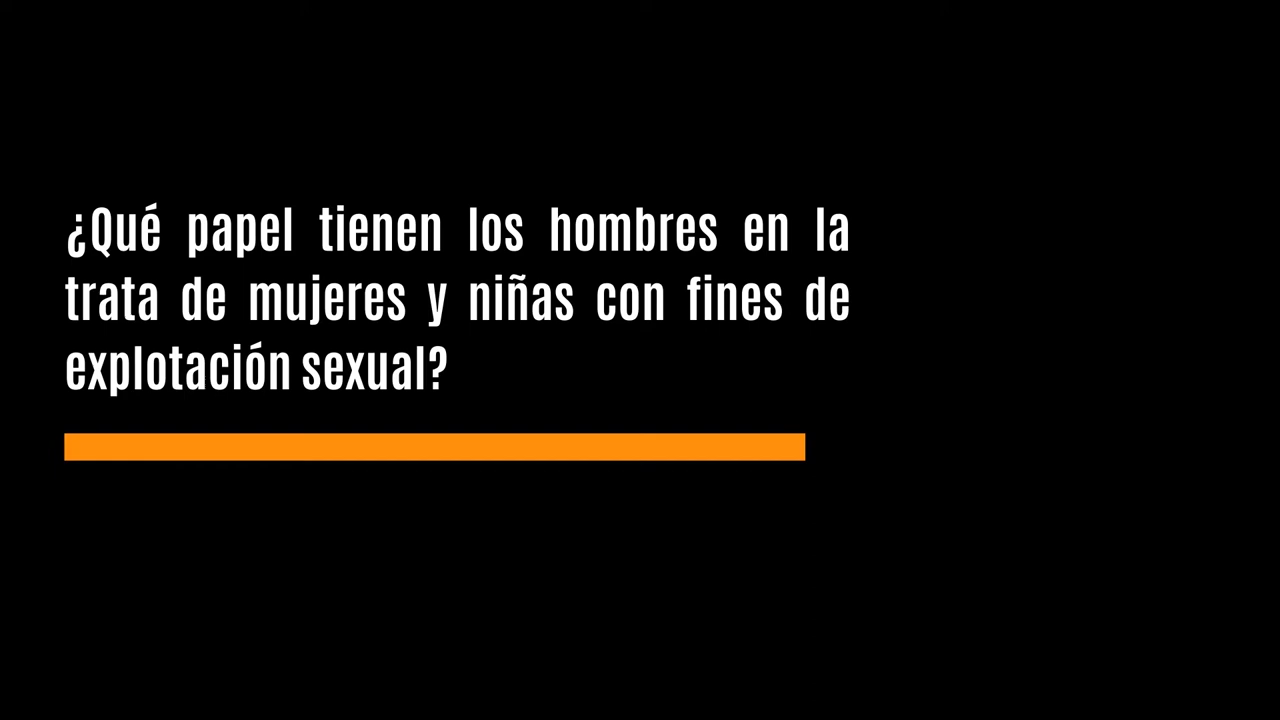 ¿Qué papel tienen los hombres en la
trata de mujeres y niñas con fines de
explotación sexual?